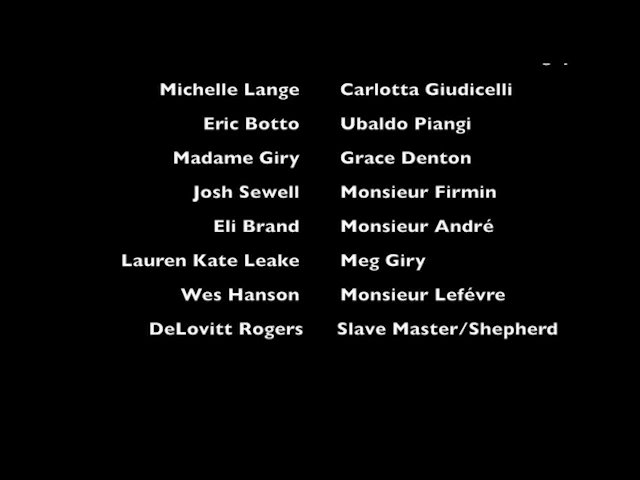 Michelle Lange Carlotta Giudicelli
Eric Botto Ubaldo Piangi
Madame Giry Grace Denton
Josh Sewell Monsieur Firmin
Eli Brand Monsieur André
Lauren Kate Leake Meg Giry
Wes Hanson Monsieur Lefévre
DeLovitt Rogers Slave Master/Shepherd